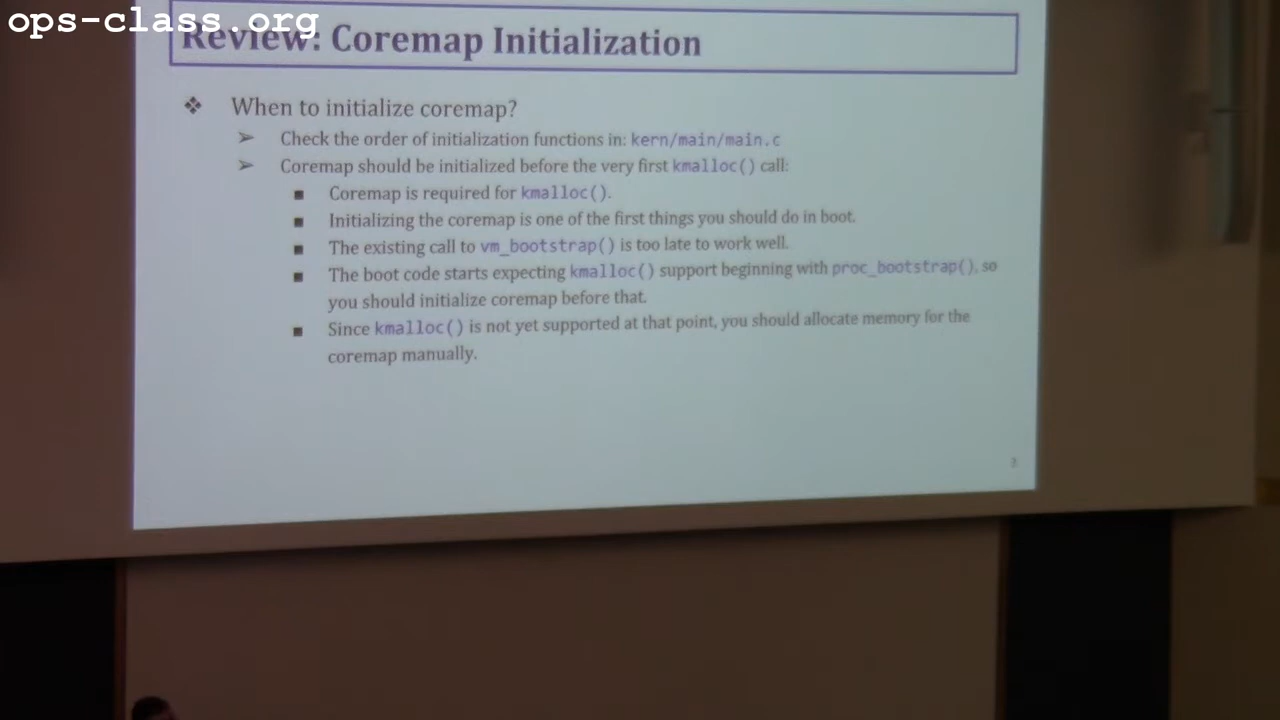 ops-class.org
Review: Coremap Initialization
❖ When to initialize coremap?
➢ Check the order of initialization functions in: kern/main/main.c
➢ Coremap should be initialized before the very first kmalloc() call:
▪ Coremap is required for kmalloc().
▪ Initializing the coremap is one of the first things you should do in boot.
▪ The existing call to vm_bootstrap() is too late to work well.
▪ The boot code starts expecting kmalloc() support beginning with proc_bootstrap(), so
you should initialize coremap before that.
▪ Since kmalloc() is not yet supported at that point, you should allocate memory for the
coremap manually.